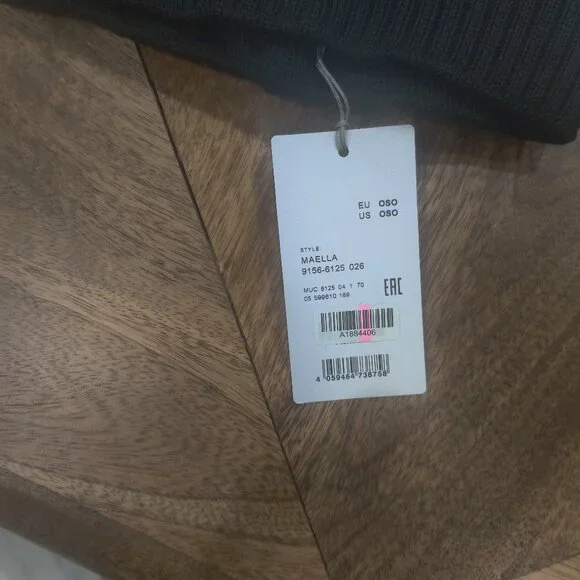 EU OSO
US OSO
STYLE:
MAELLA
9156-6125 026
MUC 6125 04 1 70
05 599610 169
EAC
A1884406
4 059464 738758